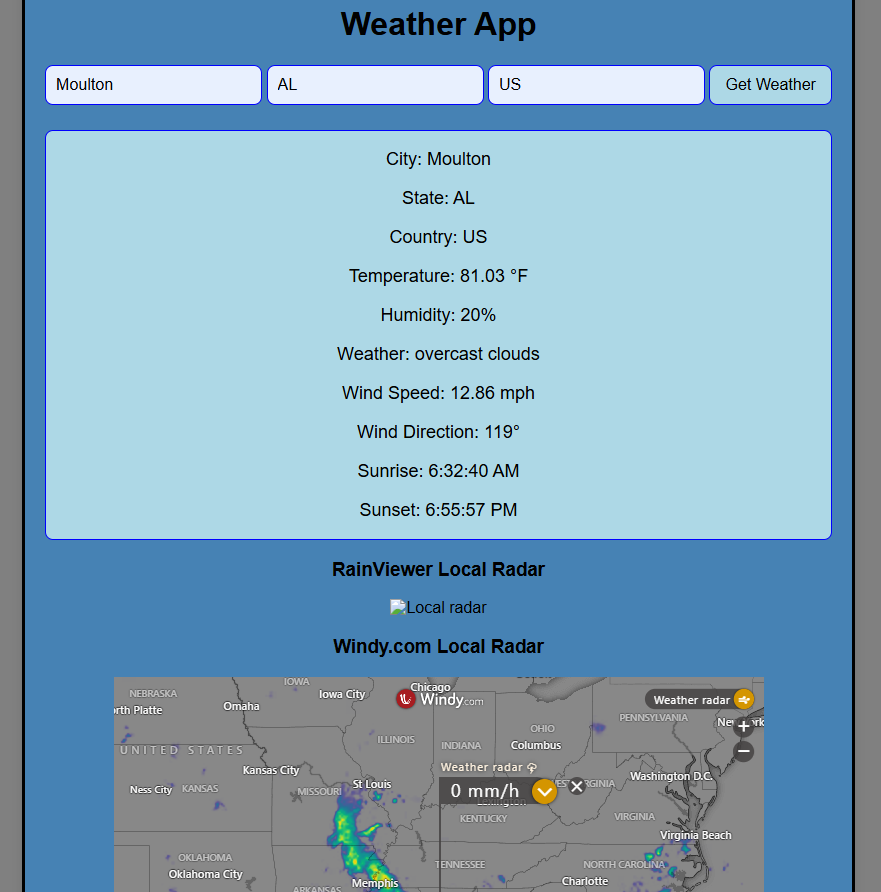 Weather App
Moulton AL US Get Weather
City: Moulton
State: AL
Country: US
Temperature: 81.03 °F
Humidity: 20%
Weather: overcast clouds
Wind Speed: 12.86 mph
Wind Direction: 119°
Sunrise: 6:32:40 AM
Sunset: 6:55:57 PM
RainViewer Local Radar
Local radar
Windy.com Local Radar
IOWA
Chicago
NEBRASKA
Iowa City
Windy.com
Weather radar
orth Platte
Omaha
PENNSYLVANIA
New York
+
OHIO
ILLINOIS
INDIANA
Columbus
UNITED STATES
−
Weather radar
Kansas City
Washington D.C.
St Louis
Ness City
KANSAS
MISSOURI
0 mm/h
WEST VIRGINIA
Lexington
KENTUCKY
VIRGINIA
Virginia Beach
OKLAHOMA
TENNESSEE
NORTH CAROLINA
Oklahoma City
Memphis
Charlotte
ARKANSAS